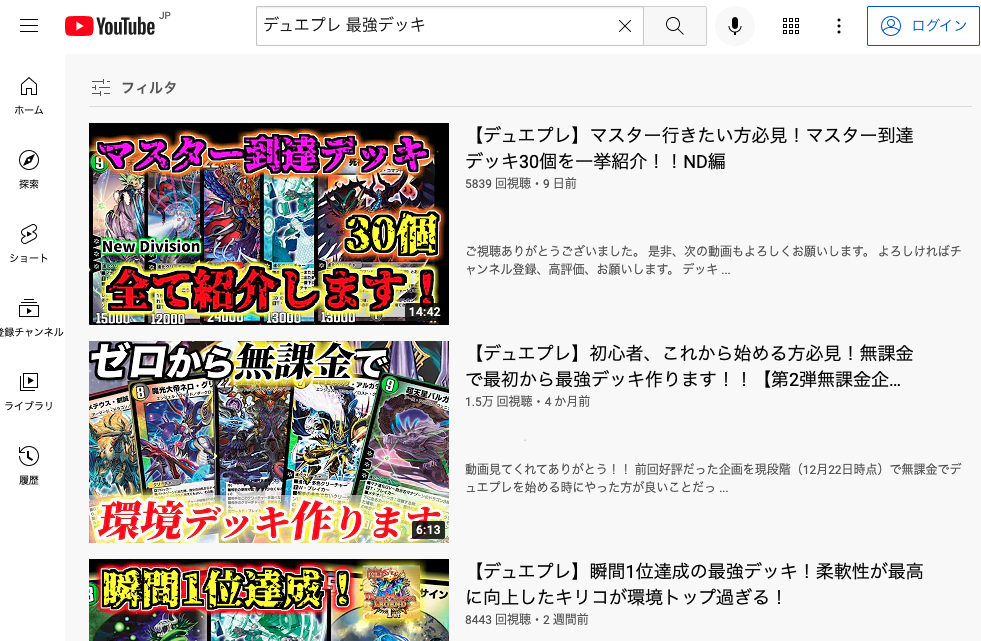 YouTube JP
デュエプレ 最強デッキ
ログイン
ホーム
探索
ショート
登録チャンネル
ライブラリ
履歴
フィルタ
マスター到達デッキ
30個
New Division
全て紹介します！
15000 12000 24000 13000 13000
14:42
【デュエプレ】マスター行きたい方必見！マスター到達
デッキ30個を一挙紹介！！ND編
5839 回視聴・9 日前
ご視聴ありがとうございました。 是非、次の動画もよろしくお願いします。 よろしければチ
ャンネル登録、高評価、お願いします。 デッキ ...
ゼロから無課金で
環境デッキ作ります
6:13
【デュエプレ】初心者、これから始める方必見！無課金
で最初から最強デッキ作ります！！【第2弾無課金企...
1.5万 回視聴・4 か月前
動画見てくれてありがとう！！ 前回好評だった企画を現段階（12月22日時点）で無課金でデ
ュエプレを始める時にやった方が良いことだっ ...
瞬間1位達成！
サイン
【デュエプレ】瞬間1位達成の最強デッキ！柔軟性が最高
に向上したキリコが環境トップ過ぎる！
8443 回視聴・2 週間前